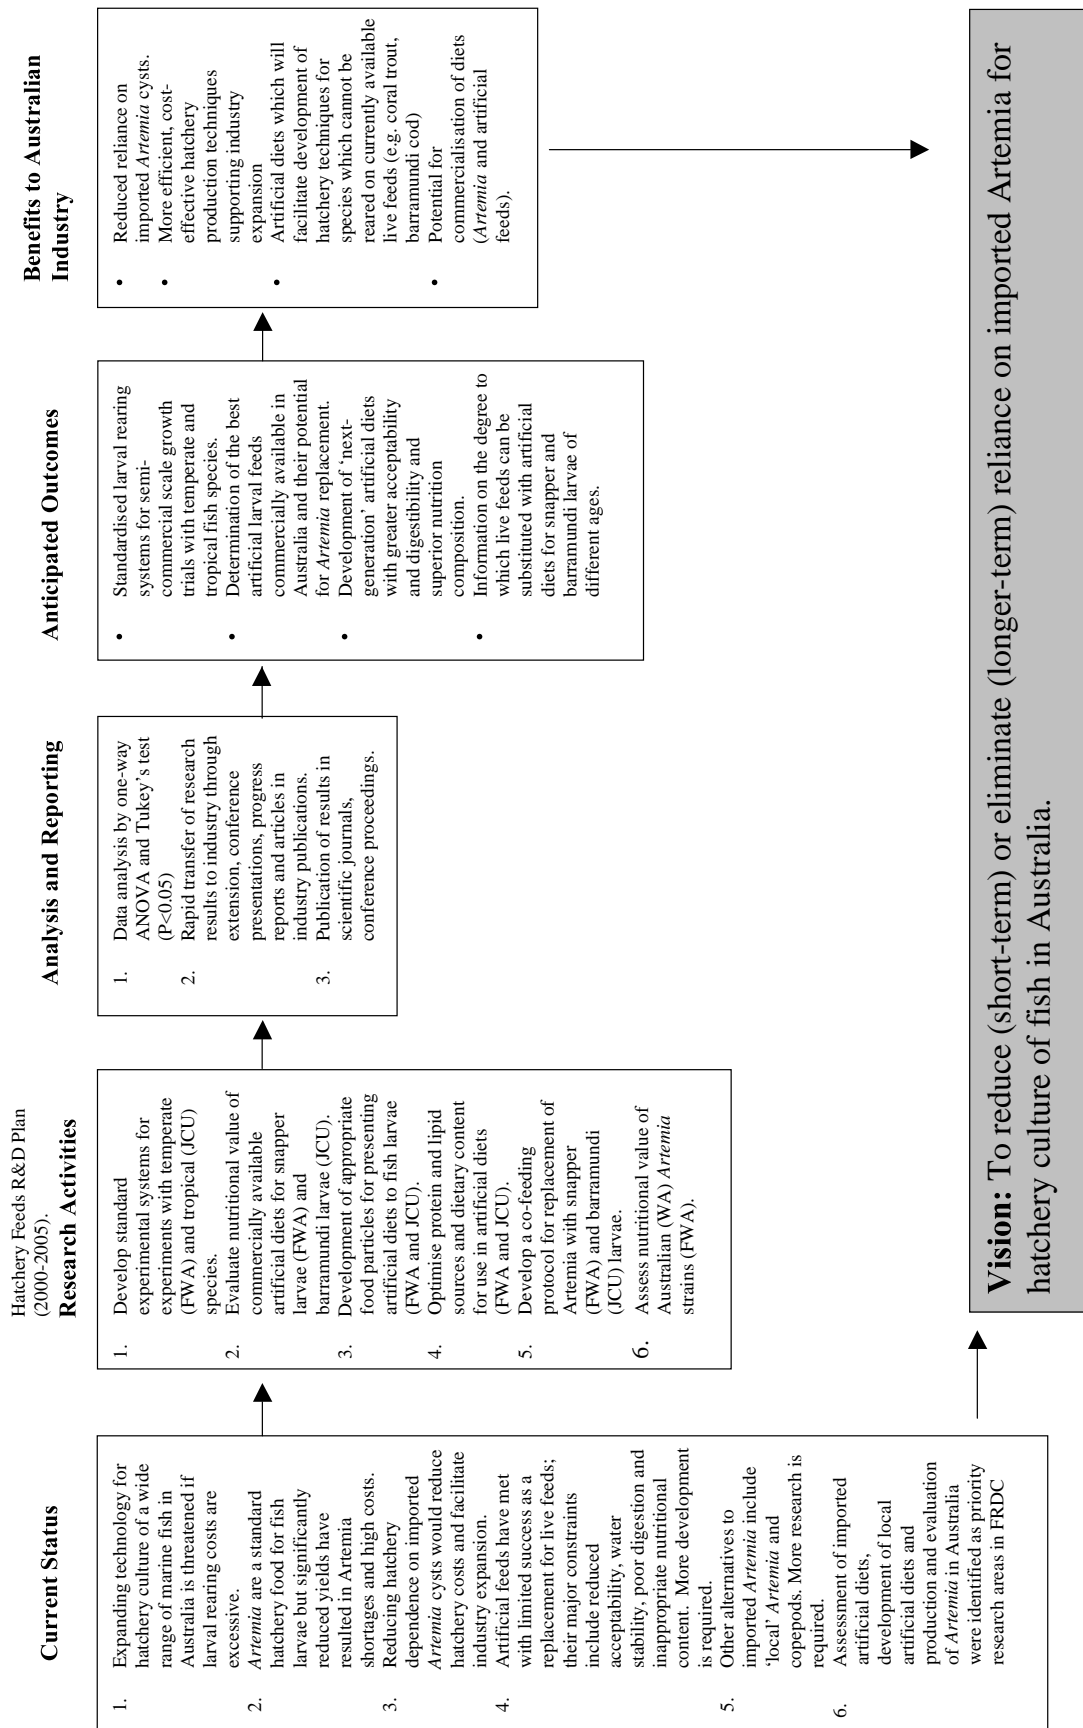 Current Status
1. Expanding technology for
hatchery culture of a wide
range of marine fish in
Australia is threatened if
larval rearing costs are
excessive.
2. Artemia are a standard
hatchery food for fish
larvae but significantly
reduced yields have
resulted in Artemia
shortages and high costs.
3. Reducing hatchery
dependence on imported
Artemia cysts would reduce
hatchery costs and facilitate
industry expansion.
4. Artificial feeds have met
with limited success as a
replacement for live feeds;
their major constraints
include reduced
acceptability, water
stability, poor digestion and
inappropriate nutritional
content. More development
is required.
5. Other alternatives to
imported Artemia include
‘local’ Artemia and
copepods. More research is
required.
6. Assessment of imported
artificial diets,
development of local
artificial diets and
production and evaluation
of Artemia in Australia
were identified as priority
research areas in FRDC
Hatchery Feeds R&D Plan
(2000-2005).
Research Activities
1. Develop standard
experimental systems for
experiments with temperate
(FWA) and tropical (JCU)
species.
2. Evaluate nutritional value of
commercially available
artificial diets for snapper
larvae (FWA) and
barramundi larvae (JCU).
3. Development of appropriate
food particles for presenting
artificial diets to fish larvae
(FWA and JCU).
4. Optimise protein and lipid
sources and dietary content
for use in artificial diets
(FWA and JCU).
5. Develop a co-feeding
protocol for replacement of
Artemia with snapper
(FWA) and barramundi
(JCU) larvae.
6. Assess nutritional value of
Australian (WA) Artemia
strains (FWA).
Analysis and Reporting
1. Data analysis by one-way
ANOVA and Tukey’s test
(P<0.05)
2. Rapid transfer of research
results to industry through
extension, conference
presentations, progress
reports and articles in
industry publications.
3. Publication of results in
scientific journals,
conference proceedings.
Anticipated Outcomes
• Standardised larval rearing
systems for semi-
commercial scale growth
trials with temperate and
tropical fish species.
• Determination of the best
artificial larval feeds
commercially available in
Australia and their potential
for Artemia replacement.
• Development of ‘next-
generation’ artificial diets
with greater acceptability
and digestibility and
superior nutrition
composition.
• Information on the degree to
which live feeds can be
substituted with artificial
diets for snapper and
barramundi larvae of
different ages.
Benefits to Australian
Industry
• Reduced reliance on
imported Artemia cysts.
• More efficient, cost-
effective hatchery
production techniques
supporting industry
expansion
• Artificial diets which will
facilitate development of
hatchery techniques for
species which cannot be
reared on currently available
live feeds (e.g. coral trout,
barramundi cod)
• Potential for
commercialisation of diets
(Artemia and artificial
feeds).
Vision: To reduce (short-term) or eliminate (longer-term) reliance on imported Artemia for
hatchery culture of fish in Australia.